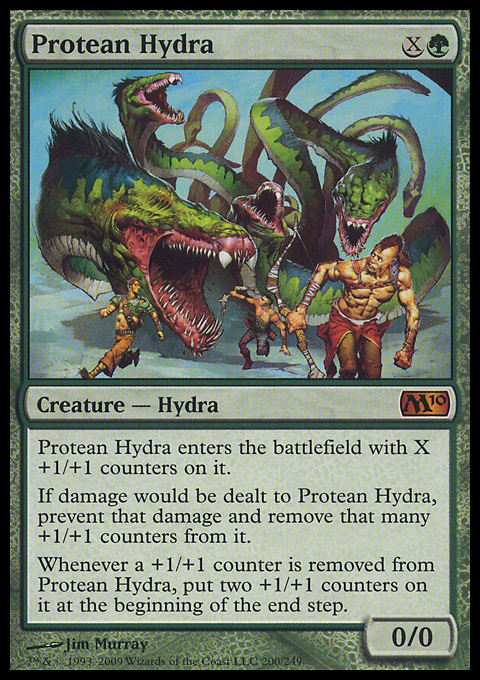 Protean Hydra X
Creature — Hydra M10
Protean Hydra enters the battlefield with X
+1/+1 counters on it.
If damage would be dealt to Protean Hydra,
prevent that damage and remove that many
+1/+1 counters from it.
Whenever a +1/+1 counter is removed from
Protean Hydra, put two +1/+1 counters on
it at the beginning of the end step.
Jim Murray
™ & © 1993–2009 Wizards of the Coast LLC 200/249
0/0